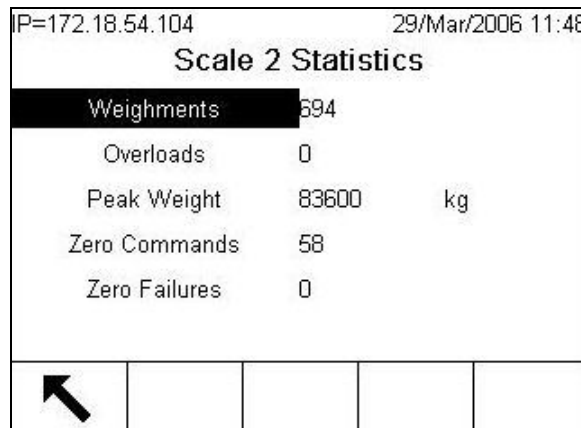 IP=172.18.54.104 29/Mar/2006 11:48
Scale 2 Statistics
Weighments 694
Overloads 0
Peak Weight 83600 kg
Zero Commands 58
Zero Failures 0